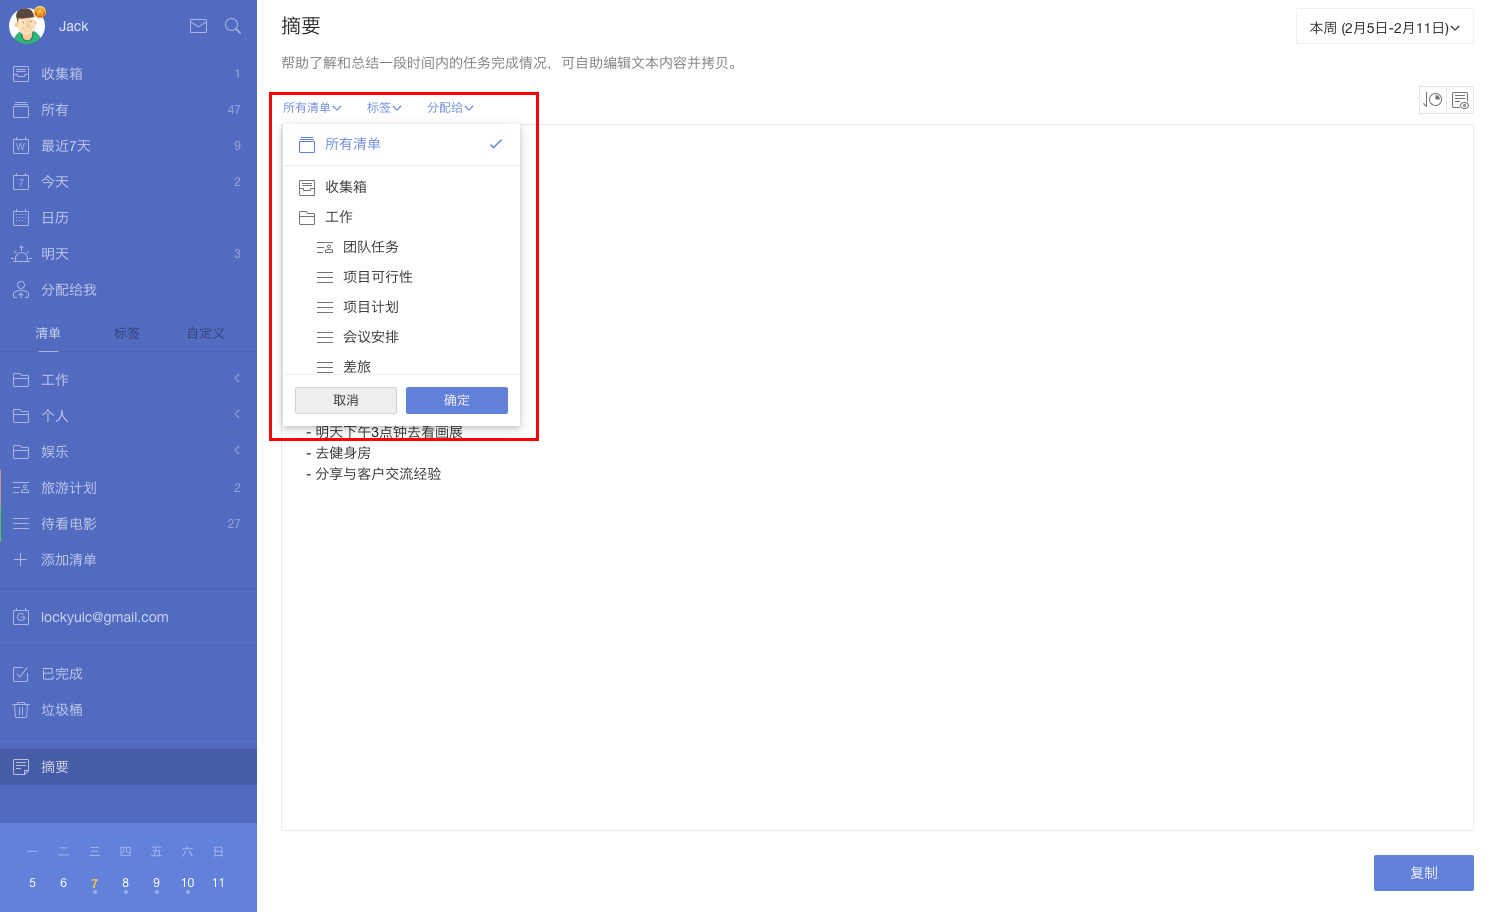 Jack
收集箱 1
所有 47
W 最近7天 9
7 今天 2
日历
明天 3
分配给我
清单 标签 自定义
工作
个人
娱乐
旅游计划 2
待看电影 27
添加清单
G lockyulc@gmail.com
已完成
垃圾桶
摘要
一 二 三 四 五 六 日
5 6 7 8 9 10 11
摘要
本周 (2月5日-2月11日)
帮助了解和总结一段时间内的任务完成情况，可自助编辑文本内容并拷贝。
所有清单 标签 分配给
所有清单
收集箱
工作
团队任务
项目可行性
项目计划
会议安排
差旅
取消 确定
- 明天下午3点钟去看画展
- 去健身房
- 分享与客户交流经验
复制